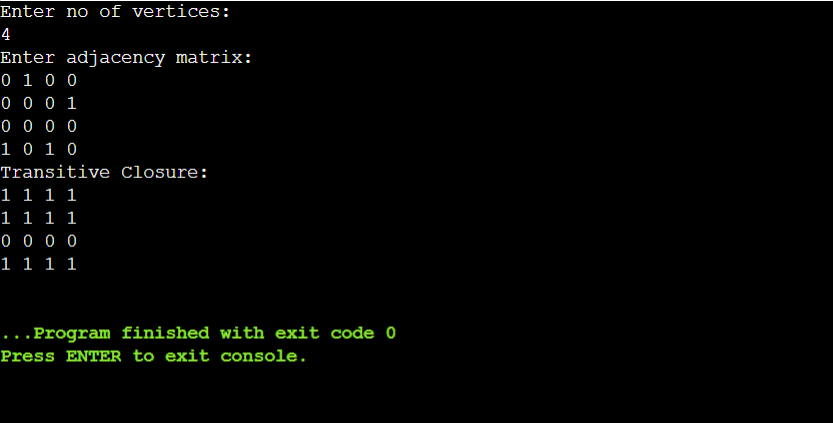 Enter no of vertices:
4
Enter adjacency matrix:
0 1 0 0
0 0 0 1
0 0 0 0
1 0 1 0
Transitive Closure:
1 1 1 1
1 1 1 1
0 0 0 0
1 1 1 1
...Program finished with exit code 0
Press ENTER to exit console.